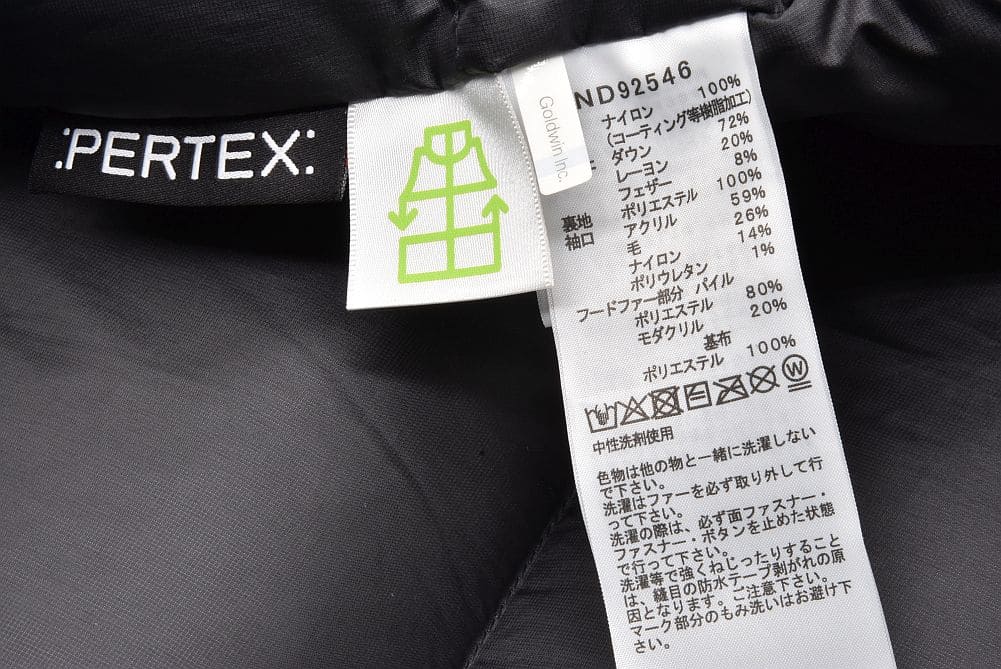 :PERTEX:
Goldwin Inc.
ND92546
ナイロン 100%
(コーティング等樹脂加工)
ダウン 72%
レーヨン 20%
フェザー 8%
裏地 ポリエステル 100%
袖口 アクリル 59%
毛 26%
ナイロン 14%
ポリウレタン 1%
フードファー部分 パイル
ポリエステル 80%
モダクリル 20%
基布
ポリエステル 100%
W
中性洗剤使用
色物は他の物と一緒に洗濯しない
で下さい。
洗濯はファーを必ず取り外して行
って下さい。
洗濯の際は、必ず面ファスナー・
ファスナー・ボタンを止めた状態
で行って下さい。
洗濯等で強くねじったりすること
は、縫目の防水テープ剥がれの原
因となります。ご注意下さい。
マーク部分のもみ洗いはお避け下
さい。